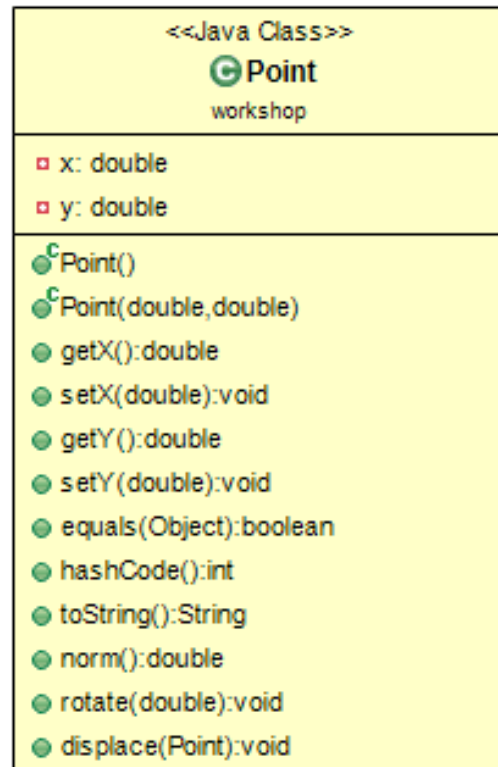 <<Java Class>>
C Point
workshop
x: double
y: double
C Point()
C Point(double,double)
getX():double
setX(double):void
getY():double
setY(double):void
equals(Object):boolean
hashCode():int
toString():String
norm():double
rotate(double):void
displace(Point):void